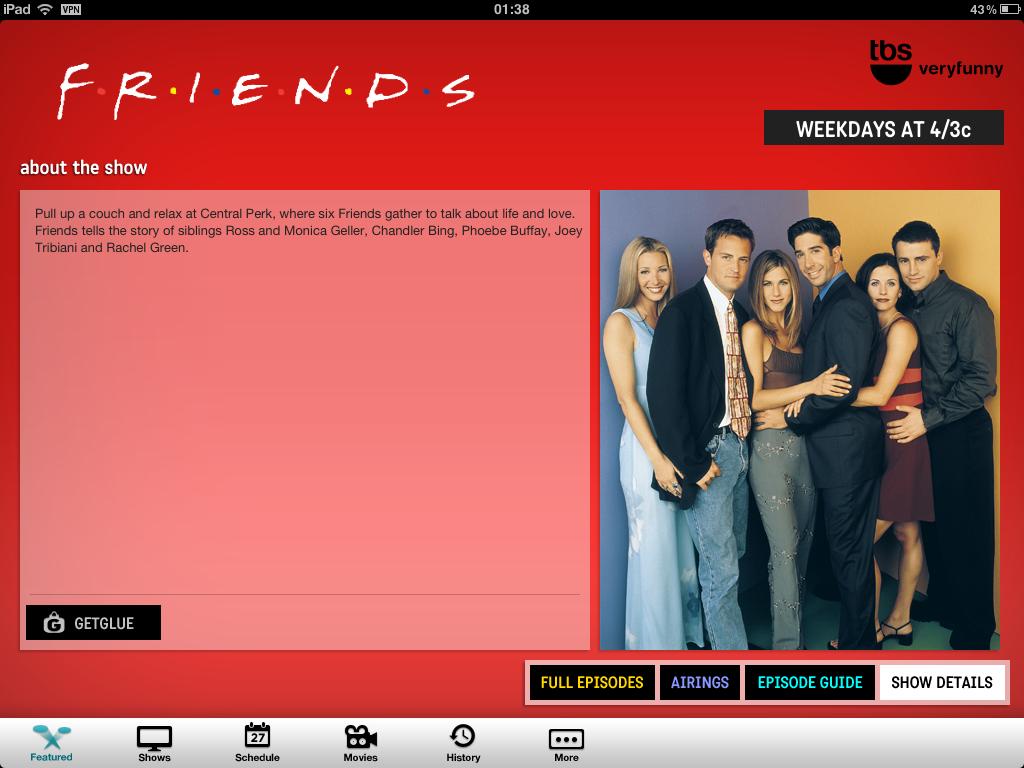 iPad VPN 01:38 43%
F·R·I·E·N·D·S
tbs
veryfunny
WEEKDAYS AT 4/3c
about the show
Pull up a couch and relax at Central Perk, where six Friends gather to talk about life and love.
Friends tells the story of siblings Ross and Monica Geller, Chandler Bing, Phoebe Buffay, Joey
Tribiani and Rachel Green.
G GETGLUE
FULL EPISODES AIRINGS EPISODE GUIDE SHOW DETAILS
27
Featured Shows Schedule Movies History More